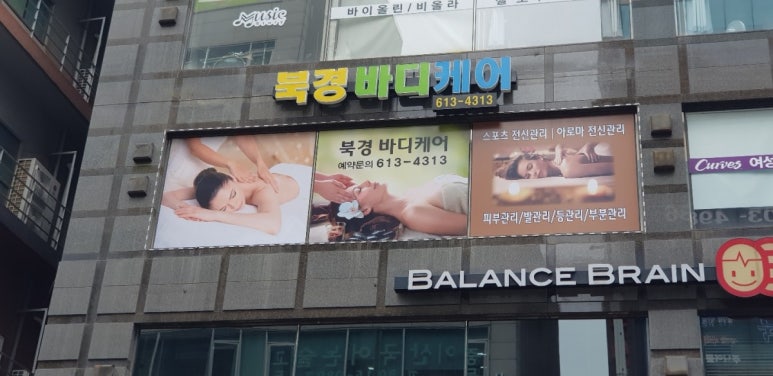 Music
바이올린/비올라
북경 바디케어
613-4313
북경 바디케어
예약문의 613-4313
스포츠 전신관리 | 아로마 전신관리
피부관리/발관리/등관리/부분관리
Curves 여성
BALANCE BRAIN